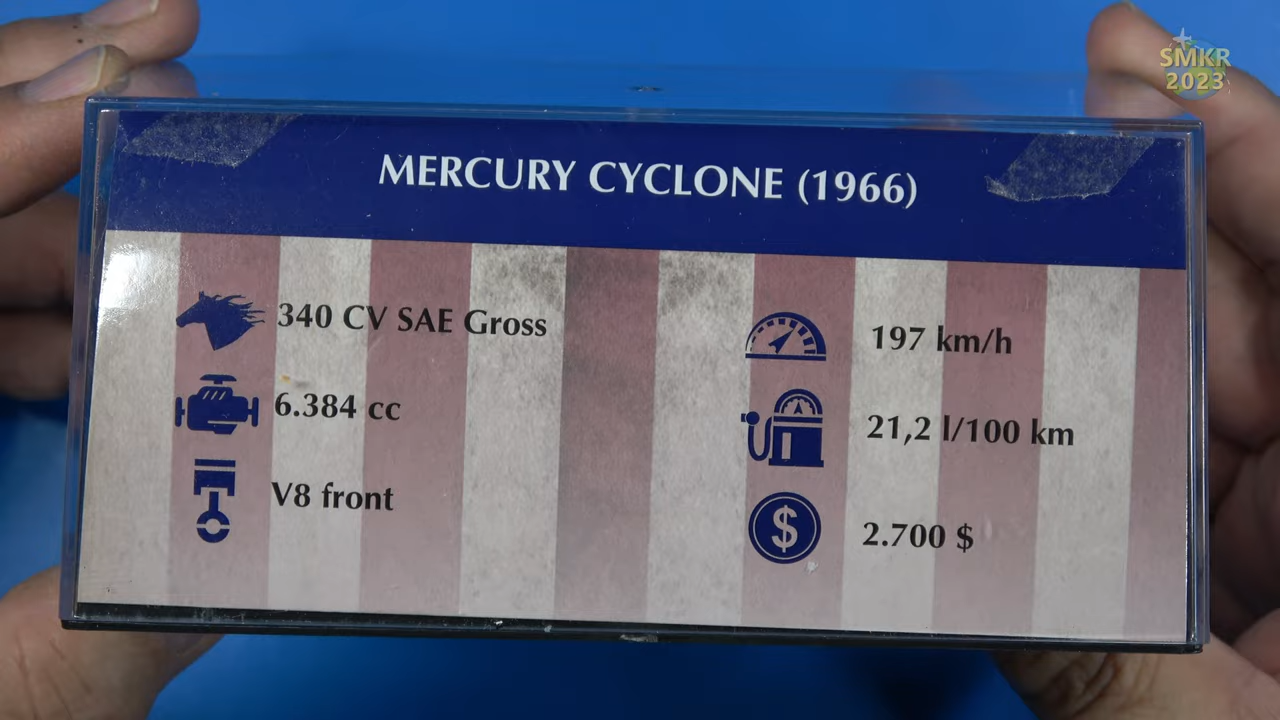 SMKR
2023
MERCURY CYCLONE (1966)
340 CV SAE Gross
6.384 cc
V8 front
197 km/h
21,2 l/100 km
$
2.700 $